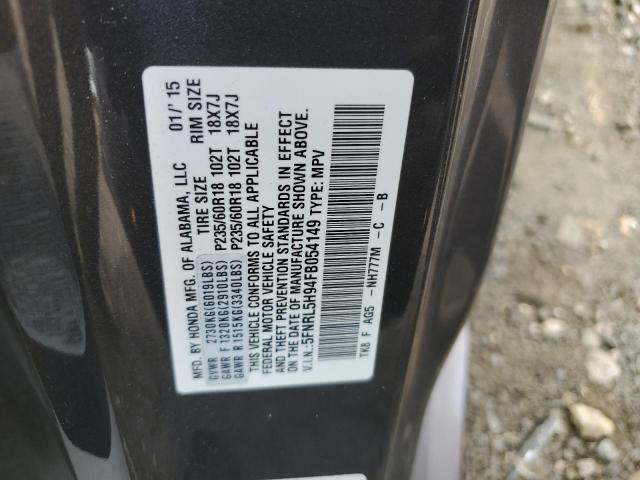 MFD. BY HONDA MFG. OF ALABAMA, LLC 01/'15
TIRE SIZE RIM SIZE
GVWR 2730KG(6019LBS)
GAWR F 1320KG(2910LBS) P235/60R18 102T 18X7J
GAWR R 1515KG(3340LBS) P235/60R18 102T 18X7J
THIS VEHICLE CONFORMS TO ALL APPLICABLE
FEDERAL MOTOR VEHICLE SAFETY
AND THEFT PREVENTION STANDARDS IN EFFECT
ON THE DATE OF MANUFACTURE SHOWN ABOVE.
V.I.N.:5FNRL5H94FB054149 TYPE: MPV
TK8 F AG5 -NH777M -C -B